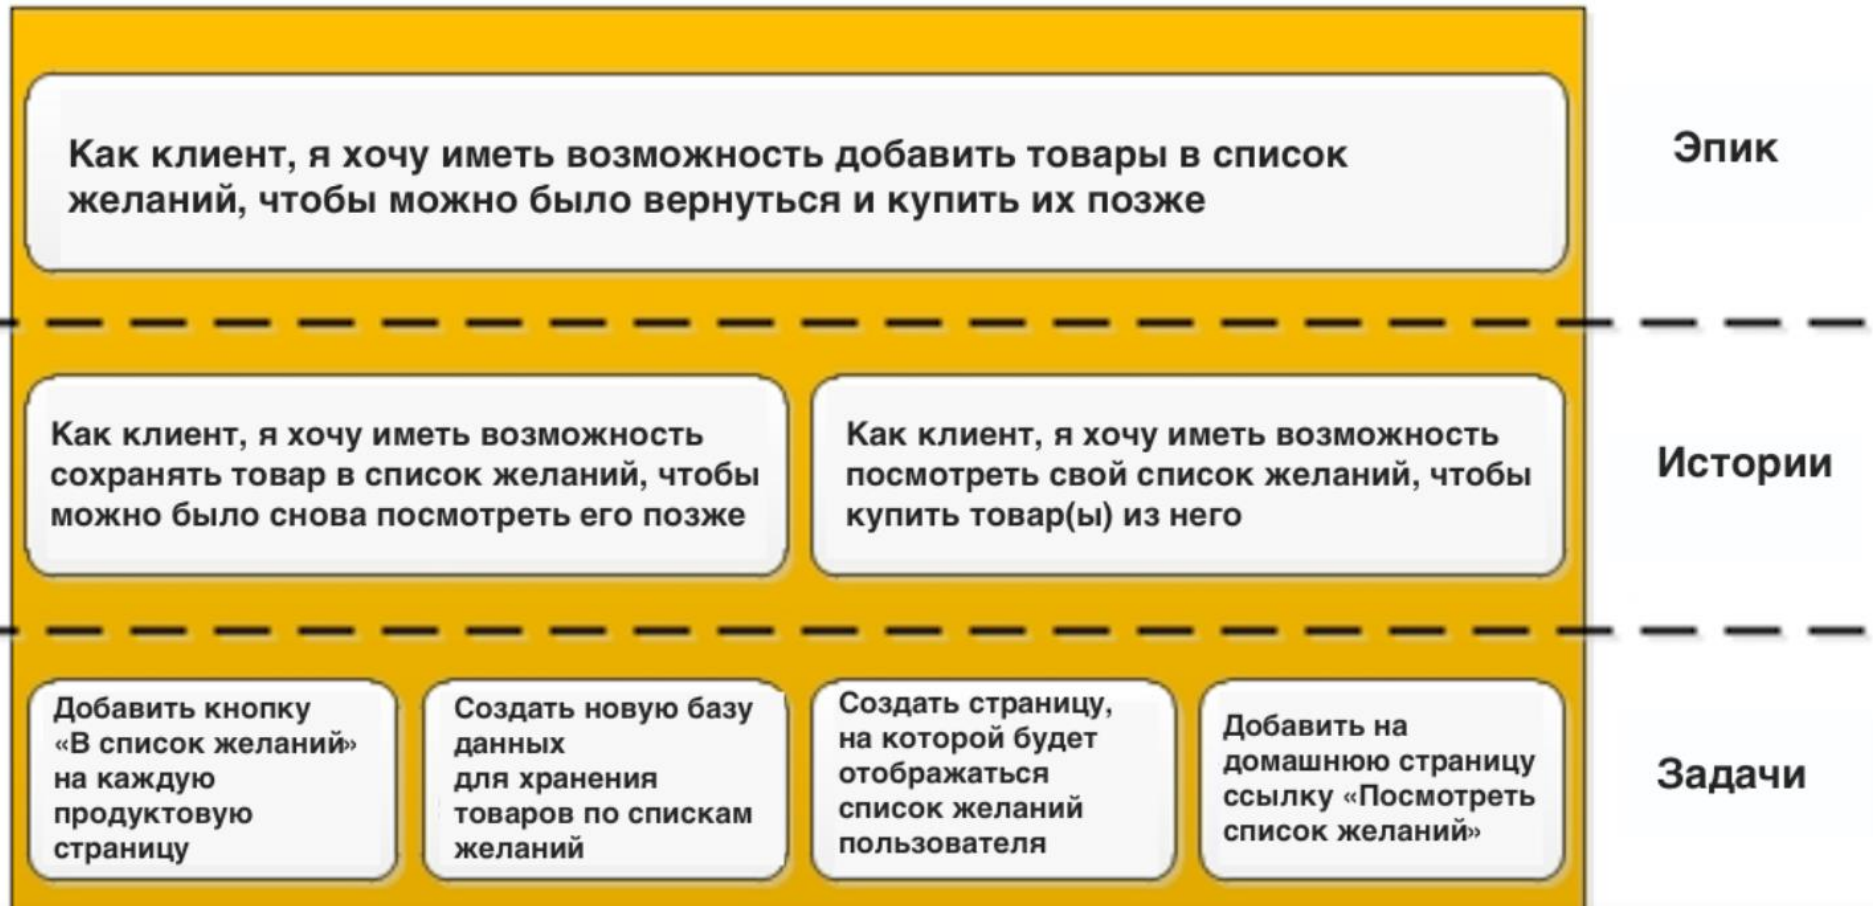 Как клиент, я хочу иметь возможность добавить товары в список
желаний, чтобы можно было вернуться и купить их позже
Эпик
Как клиент, я хочу иметь возможность
сохранять товар в список желаний, чтобы
можно было снова посмотреть его позже
Как клиент, я хочу иметь возможность
посмотреть свой список желаний, чтобы
купить товар(ы) из него
Истории
Добавить кнопку
«В список желаний»
на каждую
продуктовую
страницу
Создать новую базу
данных
для хранения
товаров по спискам
желаний
Создать страницу,
на которой будет
отображаться
список желаний
пользователя
Добавить на
домашнюю страницу
ссылку «Посмотреть
список желаний»
Задачи